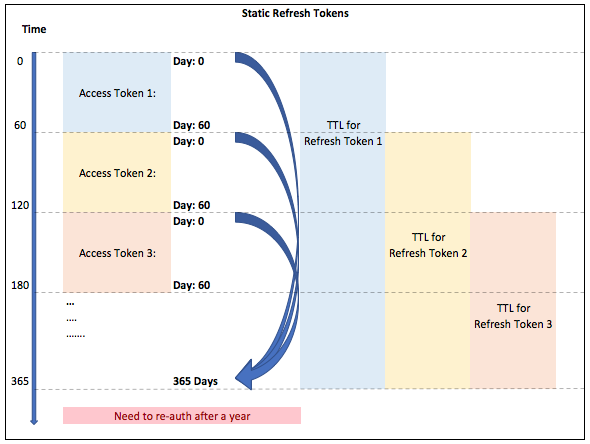 Static Refresh Tokens
Time
0
Day: 0
Access Token 1:
60
Day: 60
Day: 0
TTL for
Refresh Token 1
Access Token 2:
120
Day: 60
Day: 0
TTL for
Refresh Token 2
Access Token 3:
180
Day: 60
...
....
.......
TTL for
Refresh Token 3
365
365 Days
Need to re-auth after a year